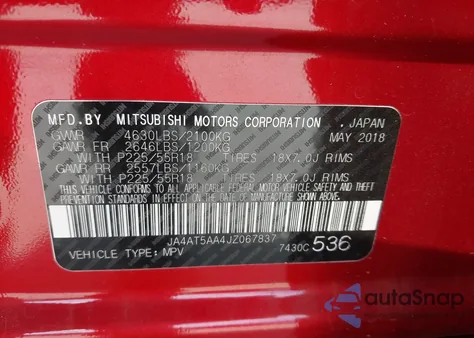 MFD.BY MITSUBISHI MOTORS CORPORATION . JAPAN
GVWR 4630LBS/2100KG MAY 2018
GAWR FR 2646LBS/1200KG
WITH P225/55R18 TIRES 18X7.0J RIMS
GAWR RR 2557LBS/1160KG
WITH P225/55R18 TIRES 18X7.0J RIMS
THIS VEHICLE CONFORMS TO ALL APPLICABLE FEDERAL
MOTOR VEHICLE SAFETY AND THEFT PREVENTION STANDARDS
IN EFFECT ON THE DATE OF MANUFACTURE SHOWN ABOVE.
JA4AT5AA4JZ067837
VEHICLE TYPE: MPV 7430C 536
autoSnap